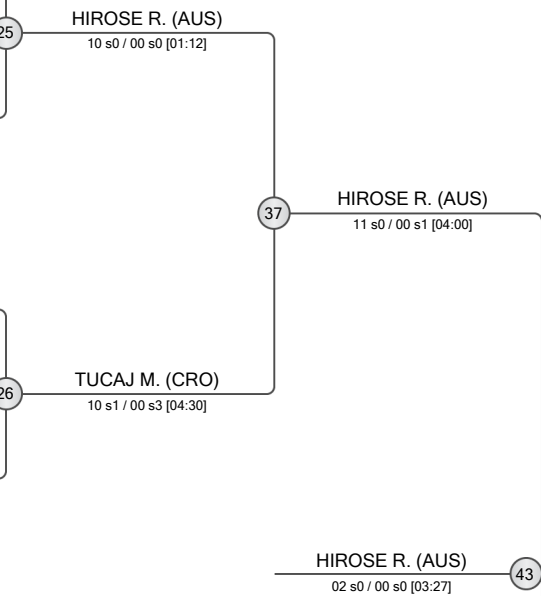 HIROSE R. (AUS)
25
10 s0 / 00 s0 [01:12]
HIROSE R. (AUS)
37
11 s0 / 00 s1 [04:00]
TUCAJ M. (CRO)
26
10 s1 / 00 s3 [04:30]
HIROSE R. (AUS)
43
02 s0 / 00 s0 [03:27]